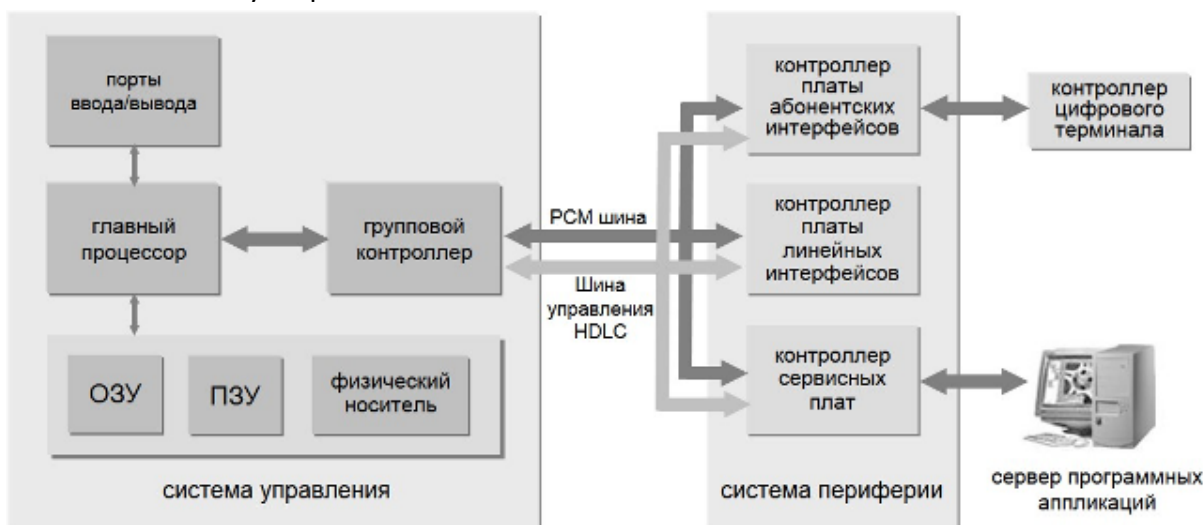 порты
ввода/вывода
главный
процессор
групповой
контроллер
ОЗУ
ПЗУ
физический
носитель
система управления
PCM шина
Шина
управления
HDLC
контроллер
платы
абонентских
интерфейсов
контроллер
платы
линейных
интерфейсов
контроллер
сервисных
плат
система периферии
контроллер
цифрового
терминала
сервер программных
аппликаций